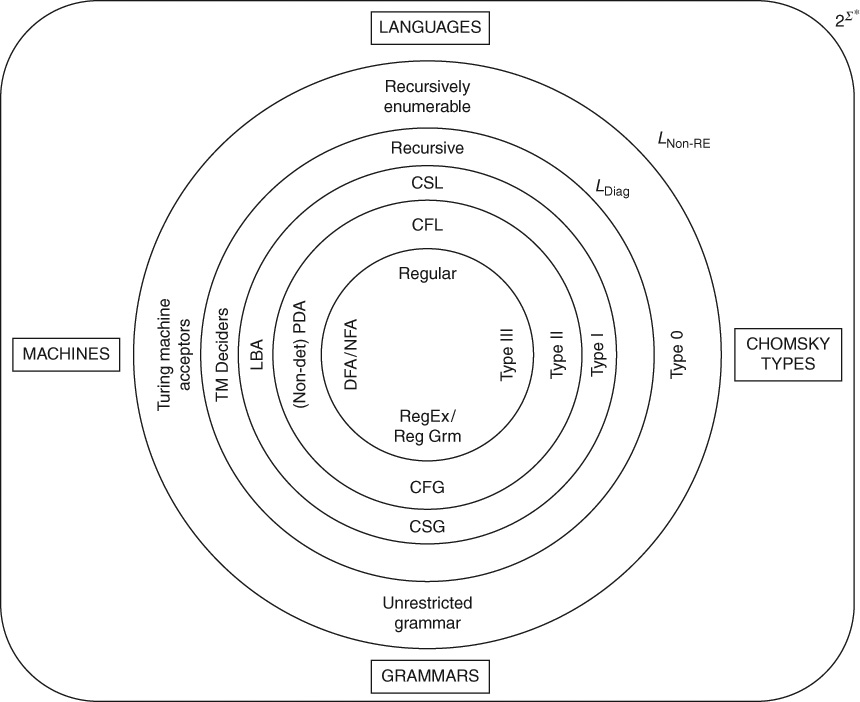 LANGUAGES
2^Σ*
Recursively
enumerable
L_Non-RE
Recursive
L_Diag
CSL
CFL
Regular
MACHINES
Turing machine
acceptors
TM Deciders
LBA
(Non-det) PDA
DFA/NFA
Type III
Type II
Type I
Type 0
CHOMSKY
TYPES
RegEx/
Reg Grm
CFG
CSG
Unrestricted
grammar
GRAMMARS